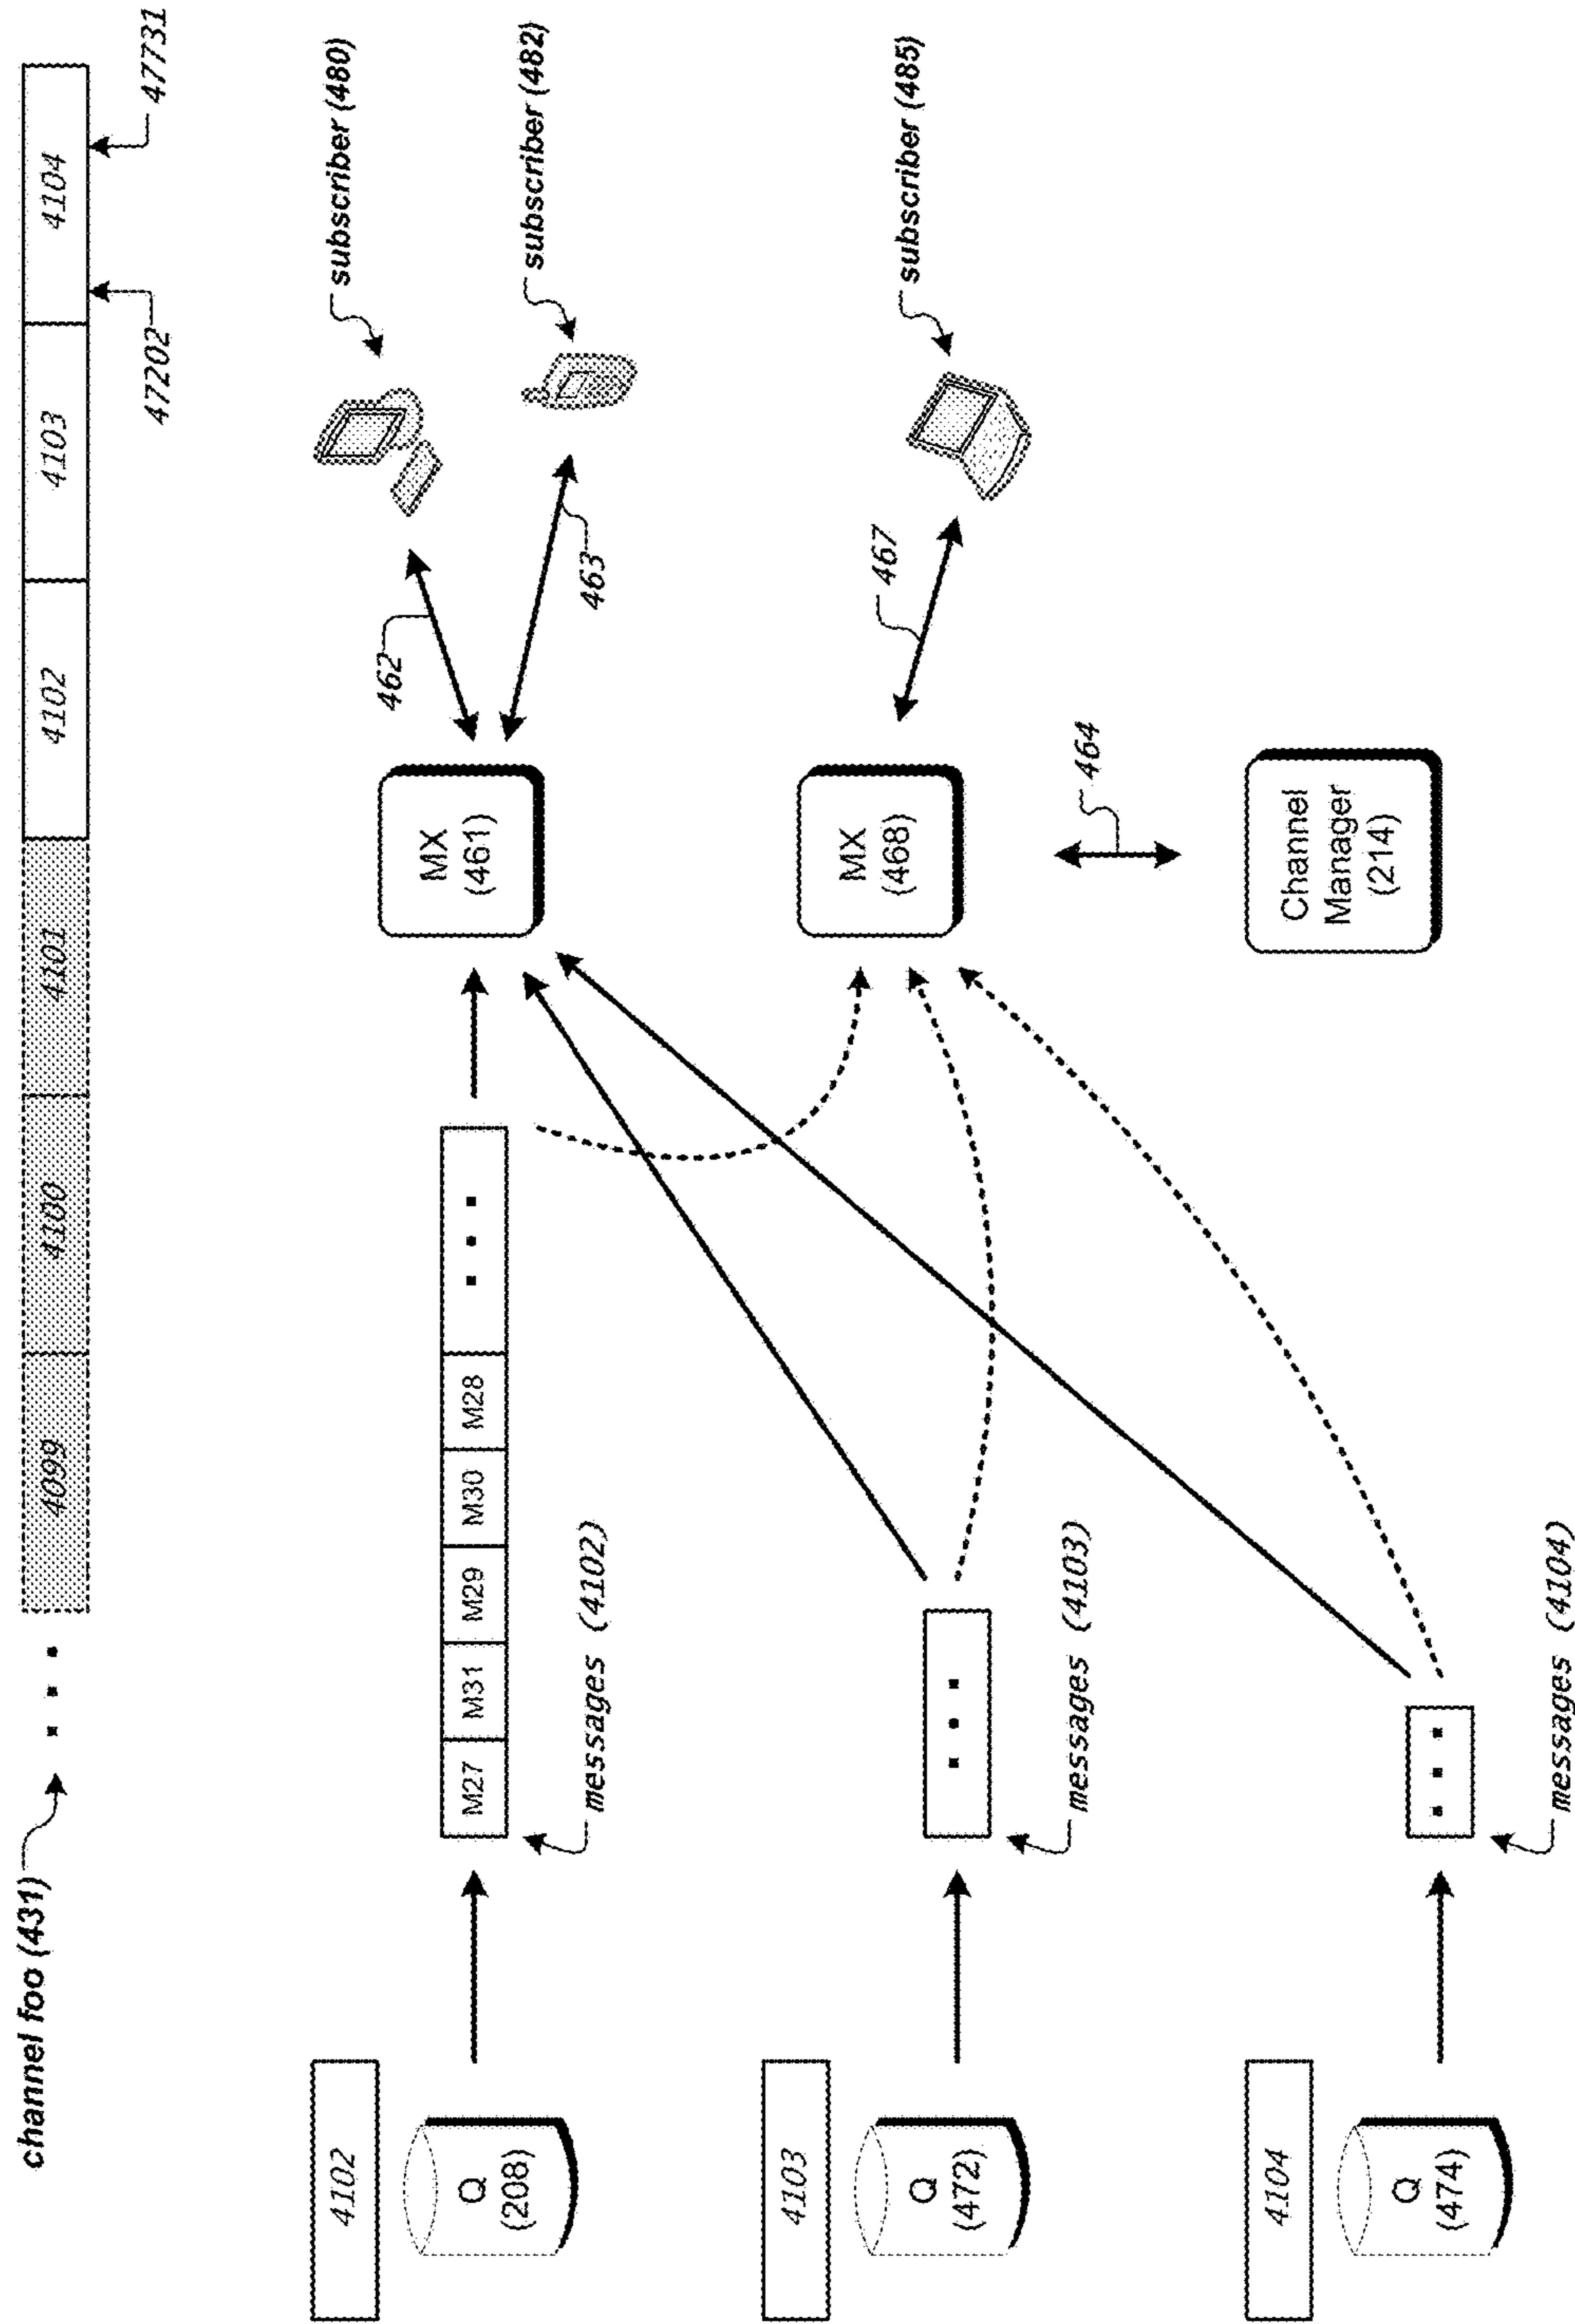 channel foo (431)
4099
4100
4101
4102
4103
4104
47202
47731
4102
Q
(208)
M27
M31
M29
M30
M28
messages (4102)
MX
(461)
462
463
subscriber (480)
subscriber (482)
4103
Q
(472)
messages (4103)
MX
(468)
467
subscriber (485)
464
4104
Q
(474)
messages (4104)
Channel
Manager
(214)